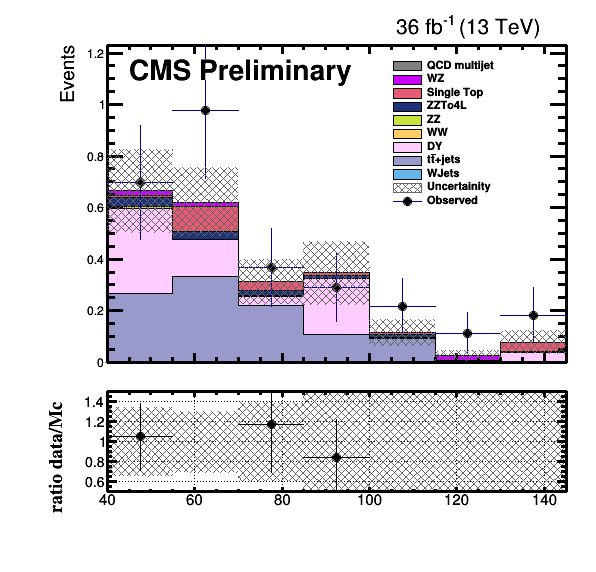 36 fb⁻¹ (13 TeV)
Events
CMS Preliminary
QCD multijet
WZ
Single Top
ZZTo4L
ZZ
WW
DY
tt̄+jets
WJets
Uncertainity
Observed
1.2
1
0.8
0.6
0.4
0.2
0
ratio data/Mc
1.4
1.2
1
0.8
0.6
40 60 80 100 120 140